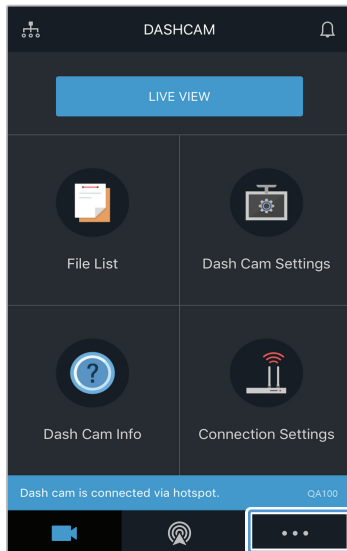 DASHCAM
LIVE VIEW
File List
Dash Cam Settings
Dash Cam Info
Connection Settings
Dash cam is connected via hotspot.
QA100